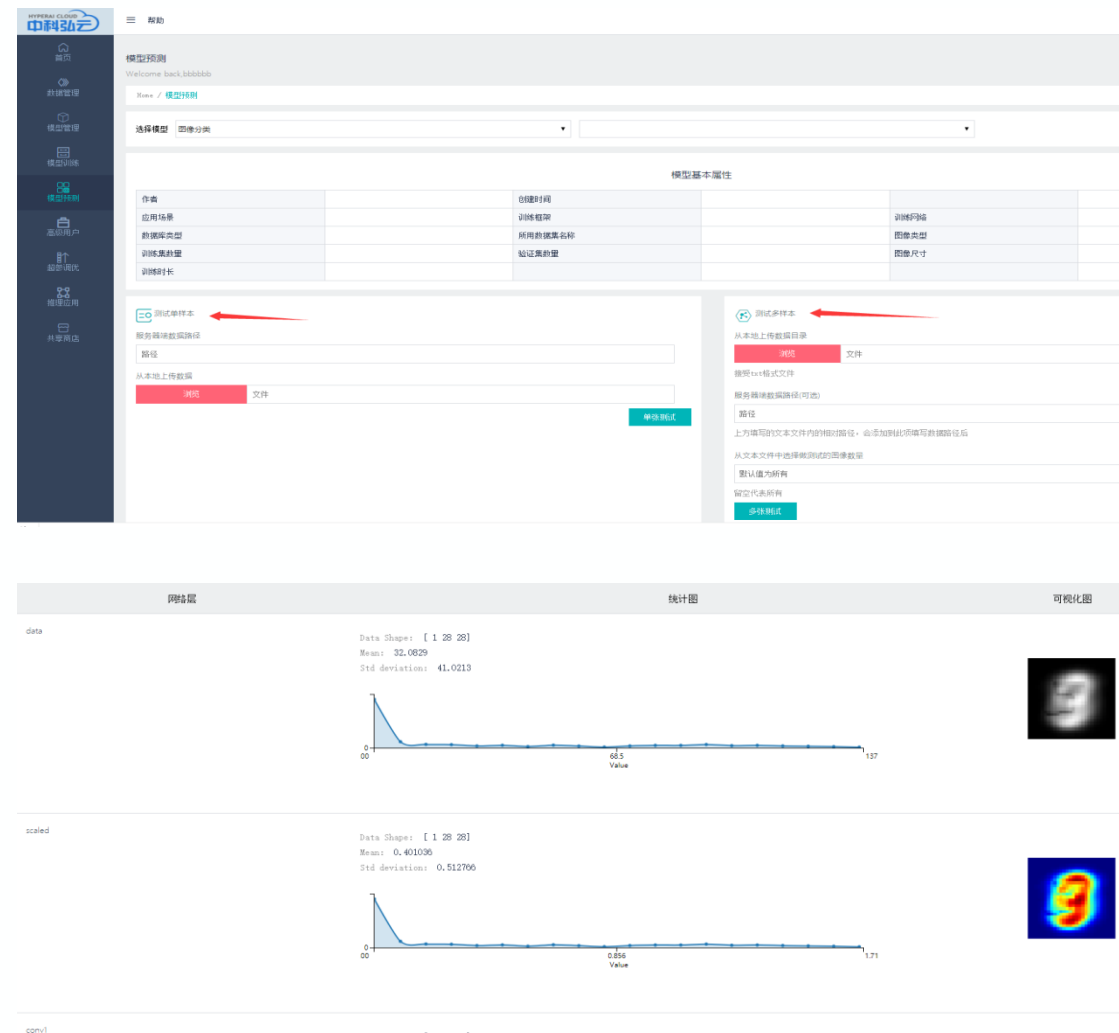 HYPERAI CLOUD
中科弘云
帮助
首页
数据管理
模型管理
模型训练
模型预测
高级用户
超参调优
推理应用
共享商店
模型预测
Welcome back,bbbbbb
Home / 模型预测
选择模型 图像分类
模型基本属性
作者 创建时间
应用场景 训练框架 训练网络
数据库类型 所用数据集名称 图像类型
训练集数量 验证集数量 图像尺寸
训练时长
测试单样本
服务器端数据路径
路径
从本地上传数据
浏览 文件
单张测试
测试多样本
从本地上传数据目录
浏览 文件
接受txt格式文件
服务器端数据路径(可选)
路径
上方填写的文本文件内的相对路径，会添加到此项填写数据路径后
从文本文件中选择做测试的图像数量
默认值为所有
留空代表所有
多张测试
网络层 统计图 可视化图
data
Data Shape: [ 1 28 28]
Mean: 32.0829
Std deviation: 41.0213
0
00 68.5 137
Value
scaled
Data Shape: [ 1 28 28]
Mean: 0.401036
Std deviation: 0.512766
0
00 0.856 1.71
Value
conv1